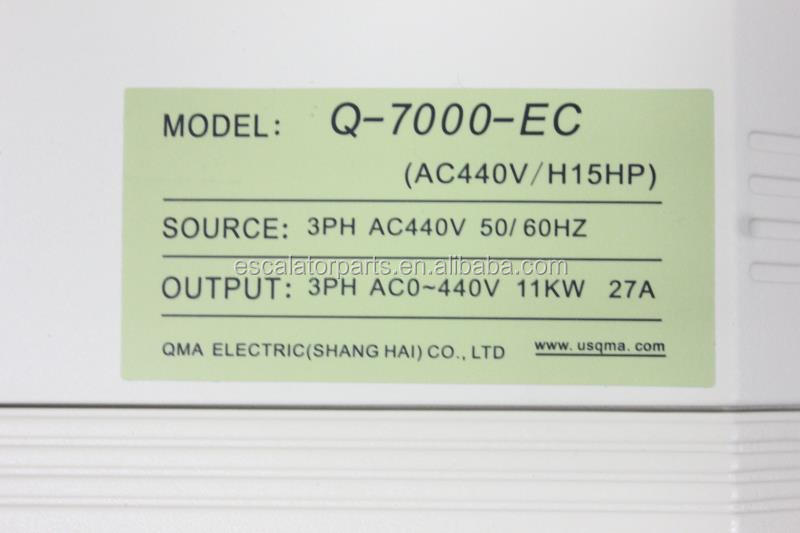 MODEL: Q-7000-EC
(AC440V/H15HP)
SOURCE: 3PH AC440V 50/60HZ
escalatorparts.en.alibaba.com
OUTPUT: 3PH AC0~440V 11KW 27A
QMA ELECTRIC(SHANG HAI) CO., LTD www.usqma.com